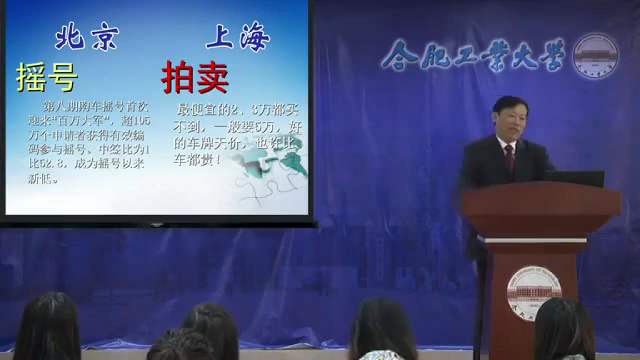 北京 上海
摇号 拍卖
第八期购车摇号首次
迎来"百万大军"，超105
万个申请者获得有效编
码参与摇号。中签比为1
比52.3，成为摇号以来
新低。
最便宜的2、3万都买
不到，一般要5万，好
的车牌天价，也许比
车都贵！
合肥工业大学